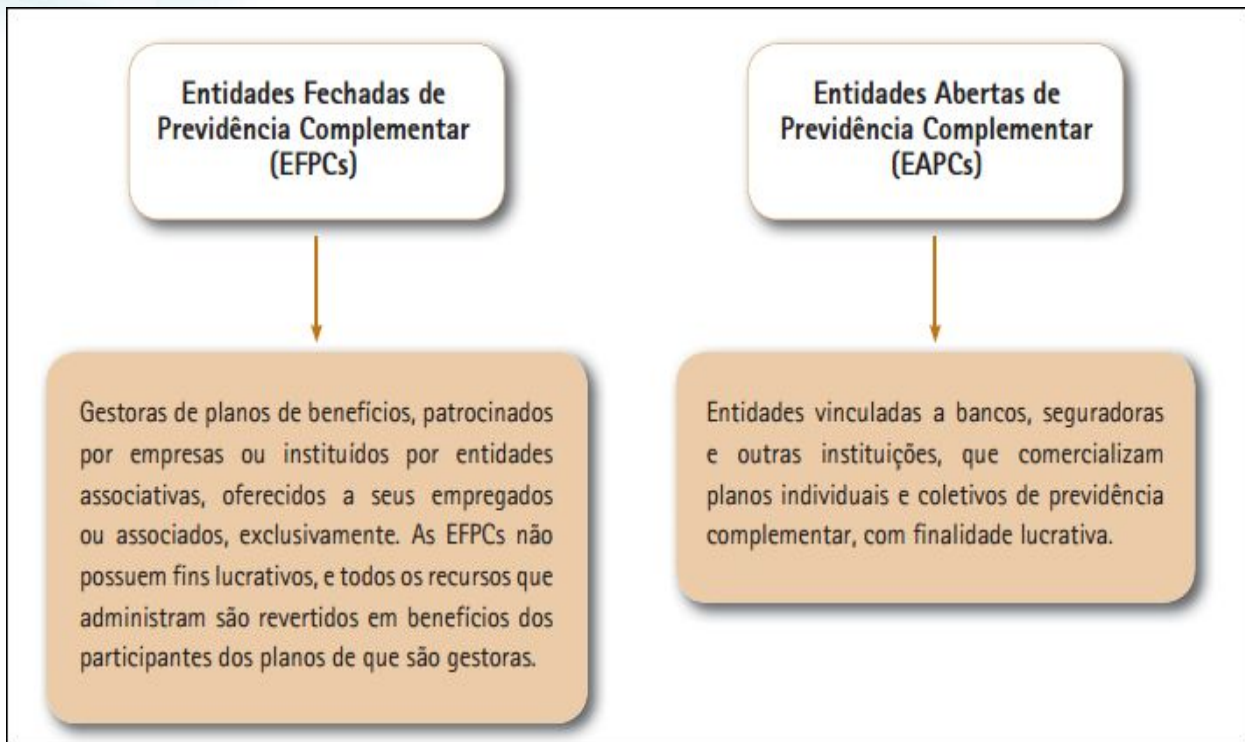 Entidades Fechadas de
Previdência Complementar
(EFPCs)
Gestoras de planos de benefícios, patrocinados
por empresas ou instituídos por entidades
associativas, oferecidos a seus empregados
ou associados, exclusivamente. As EFPCs não
possuem fins lucrativos, e todos os recursos que
administram são revertidos em benefícios dos
participantes dos planos de que são gestoras.
Entidades Abertas de
Previdência Complementar
(EAPCs)
Entidades vinculadas a bancos, seguradoras
e outras instituições, que comercializam
planos individuais e coletivos de previdência
complementar, com finalidade lucrativa.